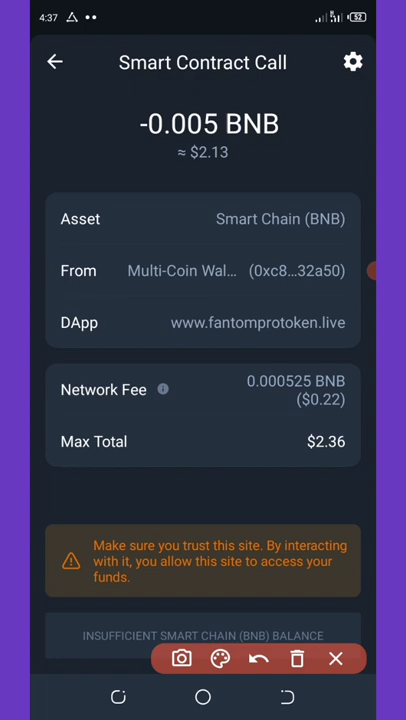 4:37
52
Smart Contract Call
-0.005 BNB
≈ $2.13
Asset Smart Chain (BNB)
From Multi-Coin Wal... (0xc8...32a50)
DApp www.fantomprotoken.live
Network Fee 0.000525 BNB
($0.22)
Max Total $2.36
Make sure you trust this site. By interacting
with it, you allow this site to access your
funds.
INSUFFICIENT SMART CHAIN (BNB) BALANCE